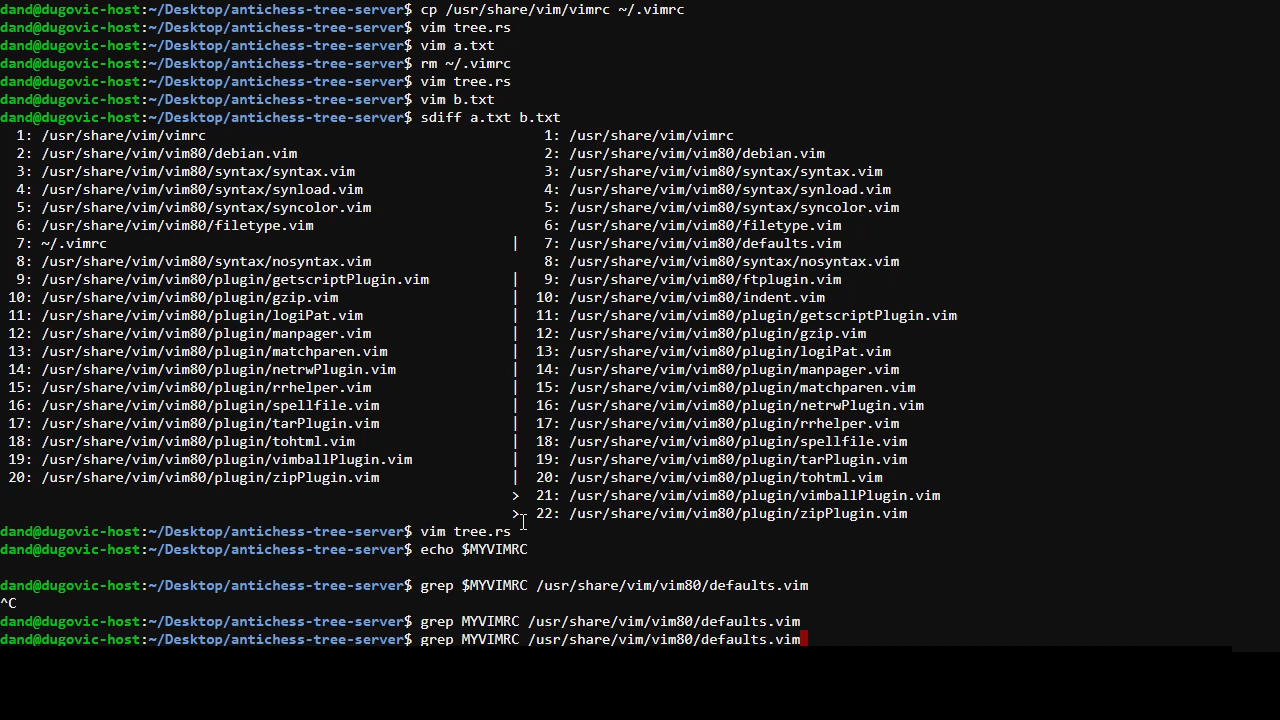 dand@dugovic-host:~/Desktop/antichess-tree-server$ cp /usr/share/vim/vimrc ~/.vimrc
dand@dugovic-host:~/Desktop/antichess-tree-server$ vim tree.rs
dand@dugovic-host:~/Desktop/antichess-tree-server$ vim a.txt
dand@dugovic-host:~/Desktop/antichess-tree-server$ rm ~/.vimrc
dand@dugovic-host:~/Desktop/antichess-tree-server$ vim tree.rs
dand@dugovic-host:~/Desktop/antichess-tree-server$ vim b.txt
dand@dugovic-host:~/Desktop/antichess-tree-server$ sdiff a.txt b.txt
1: /usr/share/vim/vimrc 1: /usr/share/vim/vimrc
2: /usr/share/vim/vim80/debian.vim 2: /usr/share/vim/vim80/debian.vim
3: /usr/share/vim/vim80/syntax/syntax.vim 3: /usr/share/vim/vim80/syntax/syntax.vim
4: /usr/share/vim/vim80/syntax/synload.vim 4: /usr/share/vim/vim80/syntax/synload.vim
5: /usr/share/vim/vim80/syntax/syncolor.vim 5: /usr/share/vim/vim80/syntax/syncolor.vim
6: /usr/share/vim/vim80/filetype.vim 6: /usr/share/vim/vim80/filetype.vim
7: ~/.vimrc | 7: /usr/share/vim/vim80/defaults.vim
8: /usr/share/vim/vim80/syntax/nosyntax.vim 8: /usr/share/vim/vim80/syntax/nosyntax.vim
9: /usr/share/vim/vim80/plugin/getscriptPlugin.vim | 9: /usr/share/vim/vim80/ftplugin.vim
10: /usr/share/vim/vim80/plugin/gzip.vim | 10: /usr/share/vim/vim80/indent.vim
11: /usr/share/vim/vim80/plugin/logiPat.vim | 11: /usr/share/vim/vim80/plugin/getscriptPlugin.vim
12: /usr/share/vim/vim80/plugin/manpager.vim | 12: /usr/share/vim/vim80/plugin/gzip.vim
13: /usr/share/vim/vim80/plugin/matchparen.vim | 13: /usr/share/vim/vim80/plugin/logiPat.vim
14: /usr/share/vim/vim80/plugin/netrwPlugin.vim | 14: /usr/share/vim/vim80/plugin/manpager.vim
15: /usr/share/vim/vim80/plugin/rrhelper.vim | 15: /usr/share/vim/vim80/plugin/matchparen.vim
16: /usr/share/vim/vim80/plugin/spellfile.vim | 16: /usr/share/vim/vim80/plugin/netrwPlugin.vim
17: /usr/share/vim/vim80/plugin/tarPlugin.vim | 17: /usr/share/vim/vim80/plugin/rrhelper.vim
18: /usr/share/vim/vim80/plugin/tohtml.vim | 18: /usr/share/vim/vim80/plugin/spellfile.vim
19: /usr/share/vim/vim80/plugin/vimballPlugin.vim | 19: /usr/share/vim/vim80/plugin/tarPlugin.vim
20: /usr/share/vim/vim80/plugin/zipPlugin.vim | 20: /usr/share/vim/vim80/plugin/tohtml.vim
> 21: /usr/share/vim/vim80/plugin/vimballPlugin.vim
> 22: /usr/share/vim/vim80/plugin/zipPlugin.vim
dand@dugovic-host:~/Desktop/antichess-tree-server$ vim tree.rs
dand@dugovic-host:~/Desktop/antichess-tree-server$ echo $MYVIMRC
dand@dugovic-host:~/Desktop/antichess-tree-server$ grep $MYVIMRC /usr/share/vim/vim80/defaults.vim
^C
dand@dugovic-host:~/Desktop/antichess-tree-server$ grep MYVIMRC /usr/share/vim/vim80/defaults.vim
dand@dugovic-host:~/Desktop/antichess-tree-server$ grep MYVIMRC /usr/share/vim/vim80/defaults.vim